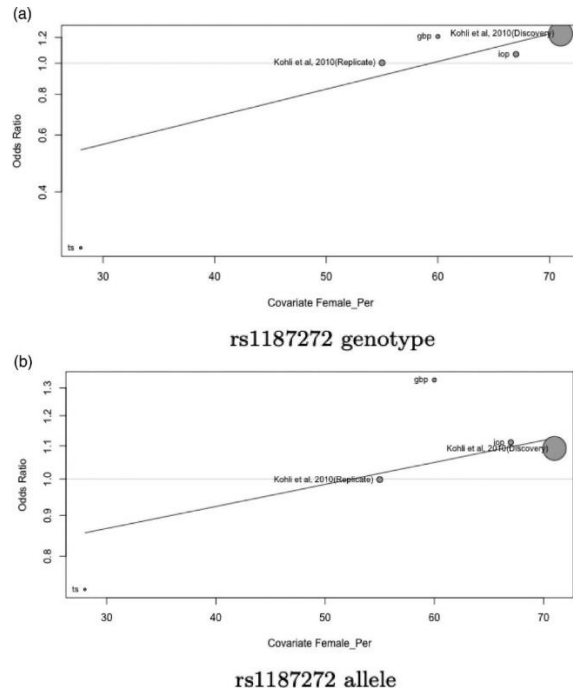 (a)
1.2
1.0
0.8
0.6
0.4
Odds Ratio
gbp
Kohli et al, 2010(Discovery)
iop
Kohli et al, 2010(Replicate)
ts
30 40 50 60 70
Covariate Female_Per
rs1187272 genotype
(b)
1.3
1.2
1.1
1.0
0.9
0.8
Odds Ratio
gbp
iop
Kohli et al, 2010(Discovery)
Kohli et al, 2010(Replicate)
ts
30 40 50 60 70
Covariate Female_Per
rs1187272 allele